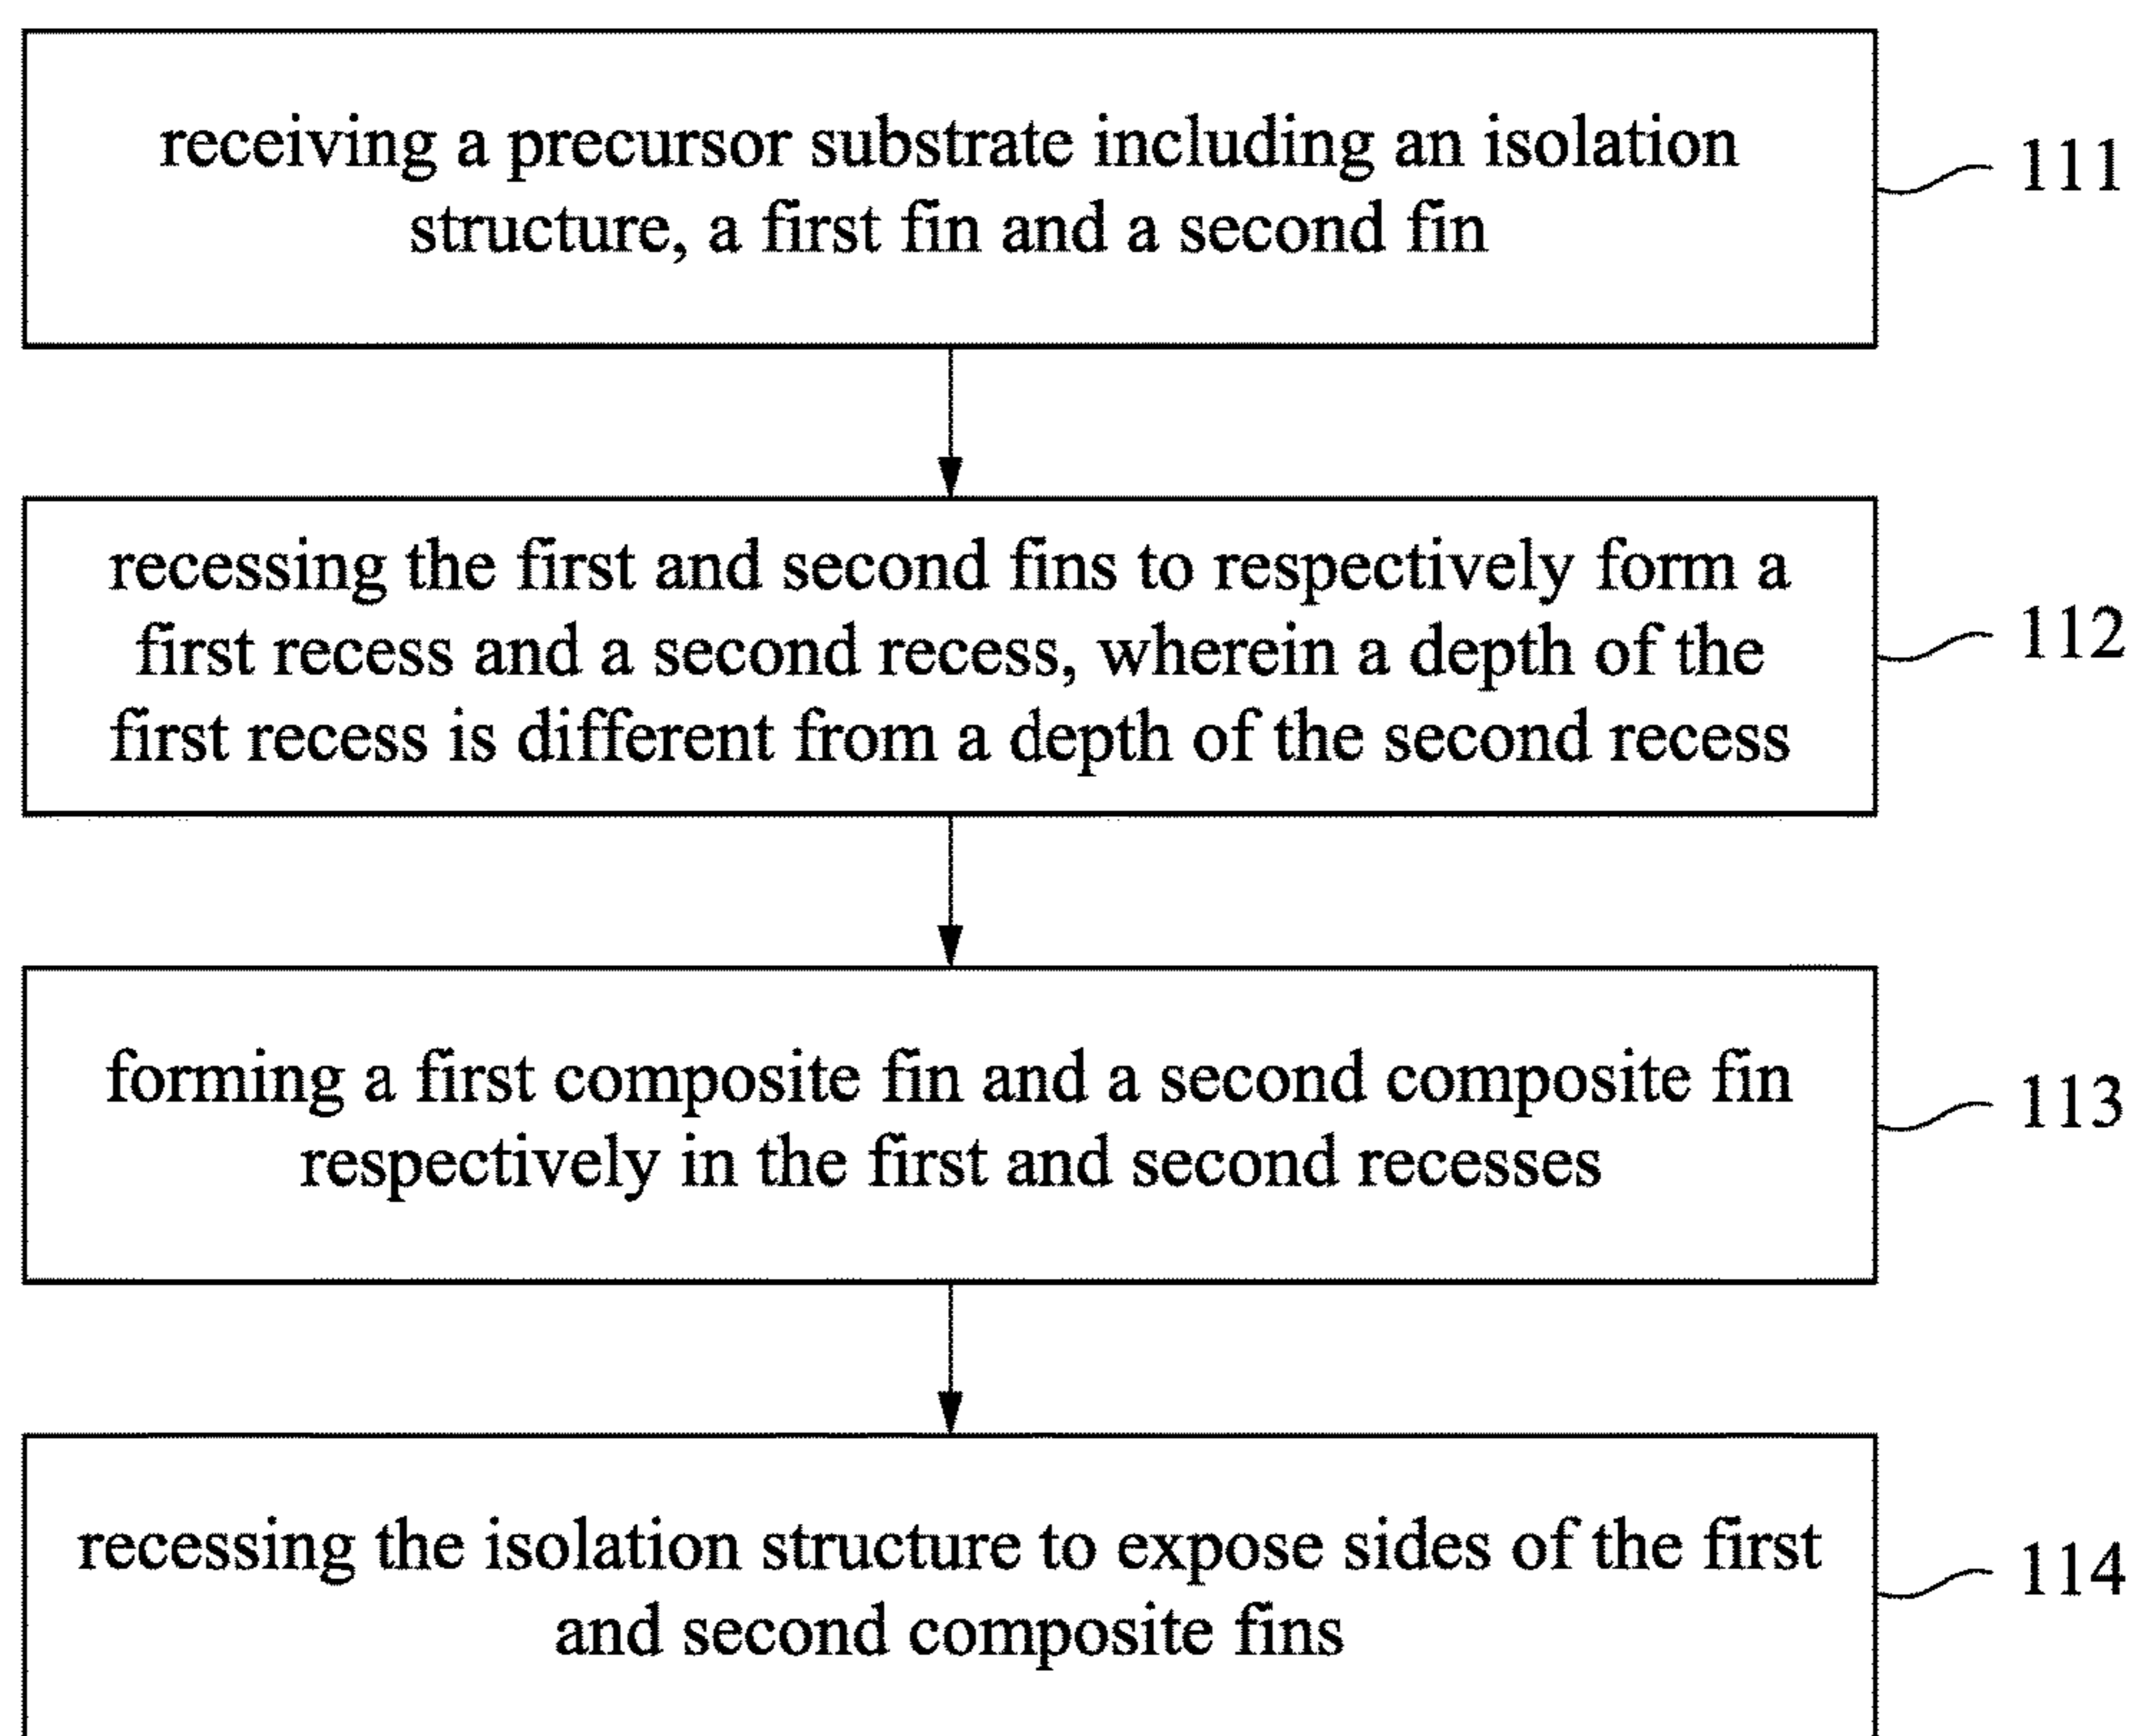 receiving a precursor substrate including an isolation
structure, a first fin and a second fin
111
recessing the first and second fins to respectively form a
first recess and a second recess, wherein a depth of the
first recess is different from a depth of the second recess
112
forming a first composite fin and a second composite fin
respectively in the first and second recesses
113
recessing the isolation structure to expose sides of the first
and second composite fins
114